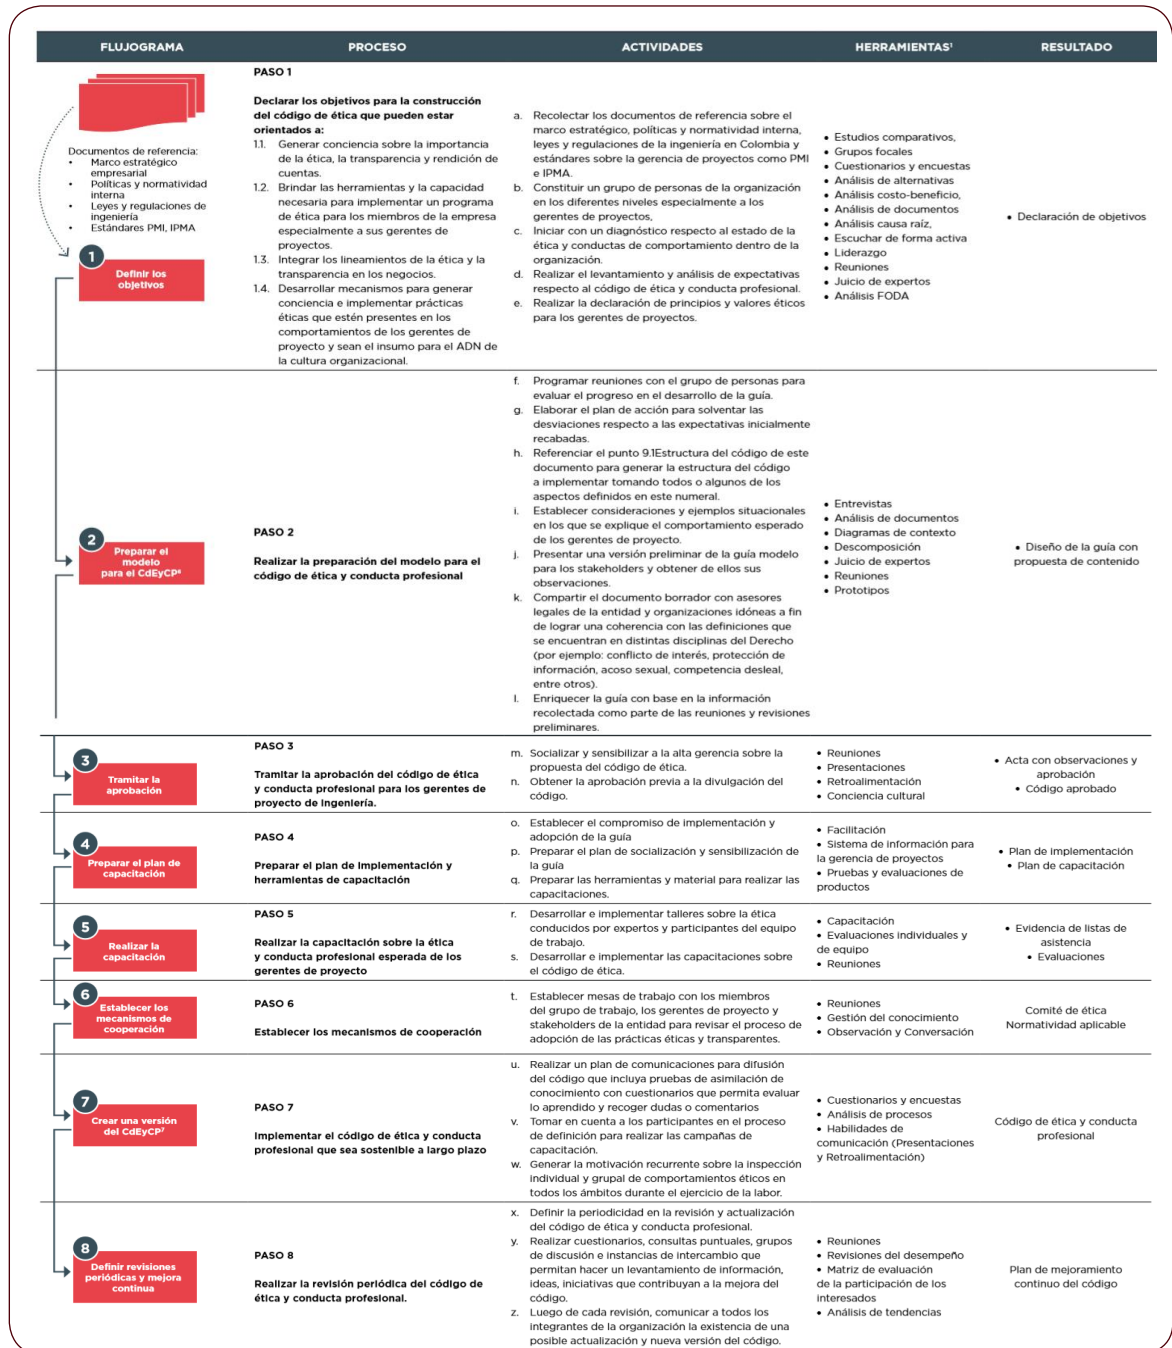 FLUJOGRAMA
PROCESO
ACTIVIDADES
HERRAMIENTAS¹
RESULTADO
Documentos de referencia:
• Marco estratégico
empresarial
• Políticas y normatividad
interna
• Leyes y regulaciones de
ingeniería
• Estándares PMI, IPMA
1
Definir los
objetivos
PASO 1
Declarar los objetivos para la construcción
del código de ética que pueden estar
orientados a:
1.1. Generar conciencia sobre la importancia
de la ética, la transparencia y rendición de
cuentas.
1.2. Brindar las herramientas y la capacidad
necesaria para implementar un programa
de ética para los miembros de la empresa
especialmente a sus gerentes de
proyectos.
1.3. Integrar los lineamientos de la ética y la
transparencia en los negocios.
1.4. Desarrollar mecanismos para generar
conciencia e implementar prácticas
éticas que estén presentes en los
comportamientos de los gerentes de
proyecto y sean el insumo para el ADN de
la cultura organizacional.
a. Recolectar los documentos de referencia sobre el
marco estratégico, políticas y normatividad interna,
leyes y regulaciones de la ingeniería en Colombia y
estándares sobre la gerencia de proyectos como PMI
e IPMA.
b. Constituir un grupo de personas de la organización
en los diferentes niveles especialmente a los
gerentes de proyectos,
c. Iniciar con un diagnóstico respecto al estado de la
ética y conductas de comportamiento dentro de la
organización.
d. Realizar el levantamiento y análisis de expectativas
respecto al código de ética y conducta profesional.
e. Realizar la declaración de principios y valores éticos
para los gerentes de proyectos.
• Estudios comparativos,
• Grupos focales
• Cuestionarios y encuestas
• Análisis de alternativas
• Análisis costo-beneficio,
• Análisis de documentos
• Análisis causa raíz,
• Escuchar de forma activa
• Liderazgo
• Reuniones
• Juicio de expertos
• Análisis FODA
• Declaración de objetivos
2
Preparar el
modelo
para el CdEyCP⁶
PASO 2
Realizar la preparación del modelo para el
código de ética y conducta profesional
f. Programar reuniones con el grupo de personas para
evaluar el progreso en el desarrollo de la guía.
g. Elaborar el plan de acción para solventar las
desviaciones respecto a las expectativas inicialmente
recabadas.
h. Referenciar el punto 9.1Estructura del código de este
documento para generar la estructura del código
a implementar tomando todos o algunos de los
aspectos definidos en este numeral.
i. Establecer consideraciones y ejemplos situacionales
en los que se explique el comportamiento esperado
de los gerentes de proyecto.
j. Presentar una versión preliminar de la guía modelo
para los stakeholders y obtener de ellos sus
observaciones.
k. Compartir el documento borrador con asesores
legales de la entidad y organizaciones idóneas a fin
de lograr una coherencia con las definiciones que
se encuentran en distintas disciplinas del Derecho
(por ejemplo: conflicto de interés, protección de
información, acoso sexual, competencia desleal,
entre otros).
l. Enriquecer la guía con base en la información
recolectada como parte de las reuniones y revisiones
preliminares.
• Entrevistas
• Análisis de documentos
• Diagramas de contexto
• Descomposición
• Juicio de expertos
• Reuniones
• Prototipos
• Diseño de la guía con
propuesta de contenido
3
Tramitar la
aprobación
PASO 3
Tramitar la aprobación del código de ética
y conducta profesional para los gerentes de
proyecto de ingeniería.
m. Socializar y sensibilizar a la alta gerencia sobre la
propuesta del código de ética.
n. Obtener la aprobación previa a la divulgación del
código.
• Reuniones
• Presentaciones
• Retroalimentación
• Conciencia cultural
• Acta con observaciones y
aprobación
• Código aprobado
4
Preparar el plan de
capacitación
PASO 4
Preparar el plan de implementación y
herramientas de capacitación
o. Establecer el compromiso de implementación y
adopción de la guía
p. Preparar el plan de socialización y sensibilización de
la guía
q. Preparar las herramientas y material para realizar las
capacitaciones.
• Facilitación
• Sistema de información para
la gerencia de proyectos
• Pruebas y evaluaciones de
productos
• Plan de implementación
• Plan de capacitación
5
Realizar la
capacitación
PASO 5
Realizar la capacitación sobre la ética
y conducta profesional esperada de los
gerentes de proyecto
r. Desarrollar e implementar talleres sobre la ética
conducidos por expertos y participantes del equipo
de trabajo.
s. Desarrollar e implementar las capacitaciones sobre
el código de ética.
• Capacitación
• Evaluaciones individuales y
de equipo
• Reuniones
• Evidencia de listas de
asistencia
• Evaluaciones
6
Establecer los
mecanismos de
cooperación
PASO 6
Establecer los mecanismos de cooperación
t. Establecer mesas de trabajo con los miembros
del grupo de trabajo, los gerentes de proyecto y
stakeholders de la entidad para revisar el proceso de
adopción de las prácticas éticas y transparentes.
• Reuniones
• Gestión del conocimiento
• Observación y Conversación
Comité de ética
Normatividad aplicable
7
Crear una versión
del CdEyCP⁷
PASO 7
Implementar el código de ética y conducta
profesional que sea sostenible a largo plazo
u. Realizar un plan de comunicaciones para difusión
del código que incluya pruebas de asimilación de
conocimiento con cuestionarios que permita evaluar
lo aprendido y recoger dudas o comentarios
v. Tomar en cuenta a los participantes en el proceso
de definición para realizar las campañas de
capacitación.
w. Generar la motivación recurrente sobre la inspección
individual y grupal de comportamientos éticos en
todos los ámbitos durante el ejercicio de la labor.
• Cuestionarios y encuestas
• Análisis de procesos
• Habilidades de
comunicación (Presentaciones
y Retroalimentación)
Código de ética y conducta
profesional
8
Definir revisiones
periódicas y mejora
continua
PASO 8
Realizar la revisión periódica del código de
ética y conducta profesional.
x. Definir la periodicidad en la revisión y actualización
del código de ética y conducta profesional.
y. Realizar cuestionarios, consultas puntuales, grupos
de discusión e instancias de intercambio que
permitan hacer un levantamiento de información,
ideas, iniciativas que contribuyan a la mejora del
código.
z. Luego de cada revisión, comunicar a todos los
integrantes de la organización la existencia de una
posible actualización y nueva versión del código.
• Reuniones
• Revisiones del desempeño
• Matriz de evaluación
de la participación de los
interesados
• Análisis de tendencias
Plan de mejoramiento
continuo del código